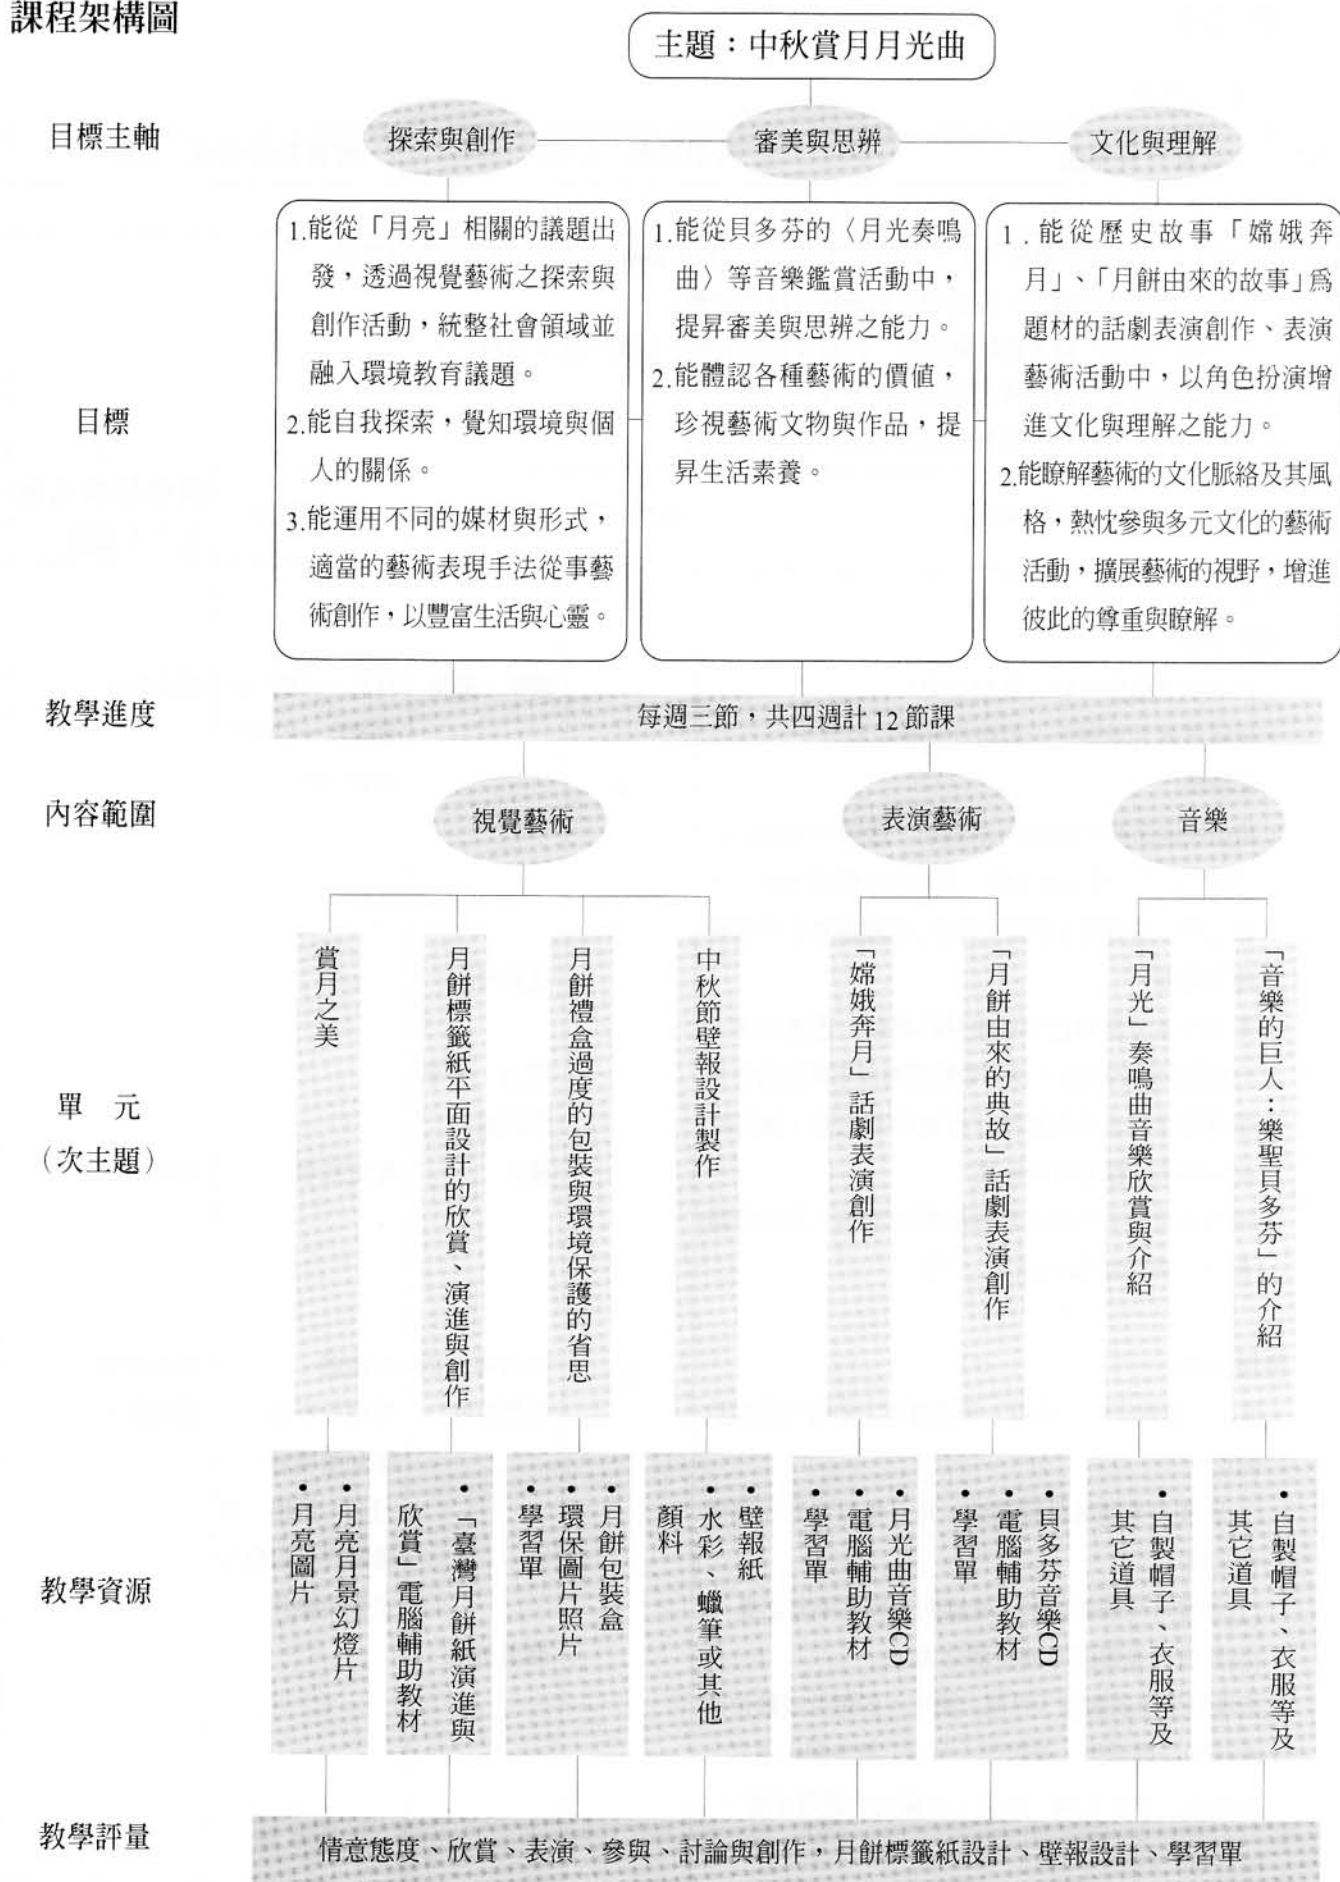 課程架構圖
主題：中秋賞月月光曲
目標主軸
探索與創作
審美與思辨
文化與理解
目標
1.能從「月亮」相關的議題出
發，透過視覺藝術之探索與
創作活動，統整社會領域並
融入環境教育議題。
2.能自我探索，覺知環境與個
人的關係。
3.能運用不同的媒材與形式，
適當的藝術表現手法從事藝
術創作，以豐富生活與心靈。
1.能從貝多芬的〈月光奏鳴
曲〉等音樂鑑賞活動中，
提昇審美與思辨之能力。
2.能體認各種藝術的價值，
珍視藝術文物與作品，提
昇生活素養。
1.能從歷史故事「嫦娥奔
月」、「月餅由來的故事」爲
題材的話劇表演創作、表演
藝術活動中，以角色扮演增
進文化與理解之能力。
2.能瞭解藝術的文化脈絡及其風
格，熱忱參與多元文化的藝術
活動，擴展藝術的視野，增進
彼此的尊重與瞭解。
教學進度
每週三節，共四週計 12 節課
內容範圍
視覺藝術
表演藝術
音樂
單　元
（次主題）
賞月之美
月餅標籤紙平面設計的欣賞、演進與創作
月餅禮盒過度的包裝與環境保護的省思
中秋節壁報設計製作
「嫦娥奔月」話劇表演創作
「月餅由來的典故」話劇表演創作
「月光」奏鳴曲音樂欣賞與介紹
「音樂的巨人：樂聖貝多芬」的介紹
教學資源
•月亮月景幻燈片
•月亮圖片
•「臺灣月餅紙演進與
欣賞」電腦輔助教材
•月餅包裝盒
•環保圖片照片
•學習單
•壁報紙
•水彩、蠟筆或其他
顏料
•月光曲音樂CD
•電腦輔助教材
•學習單
•貝多芬音樂CD
•電腦輔助教材
•學習單
•自製帽子、衣服等及
其它道具
•自製帽子、衣服等及
其它道具
教學評量
情意態度、欣賞、表演、參與、討論與創作，月餅標籤紙設計、壁報設計、學習單